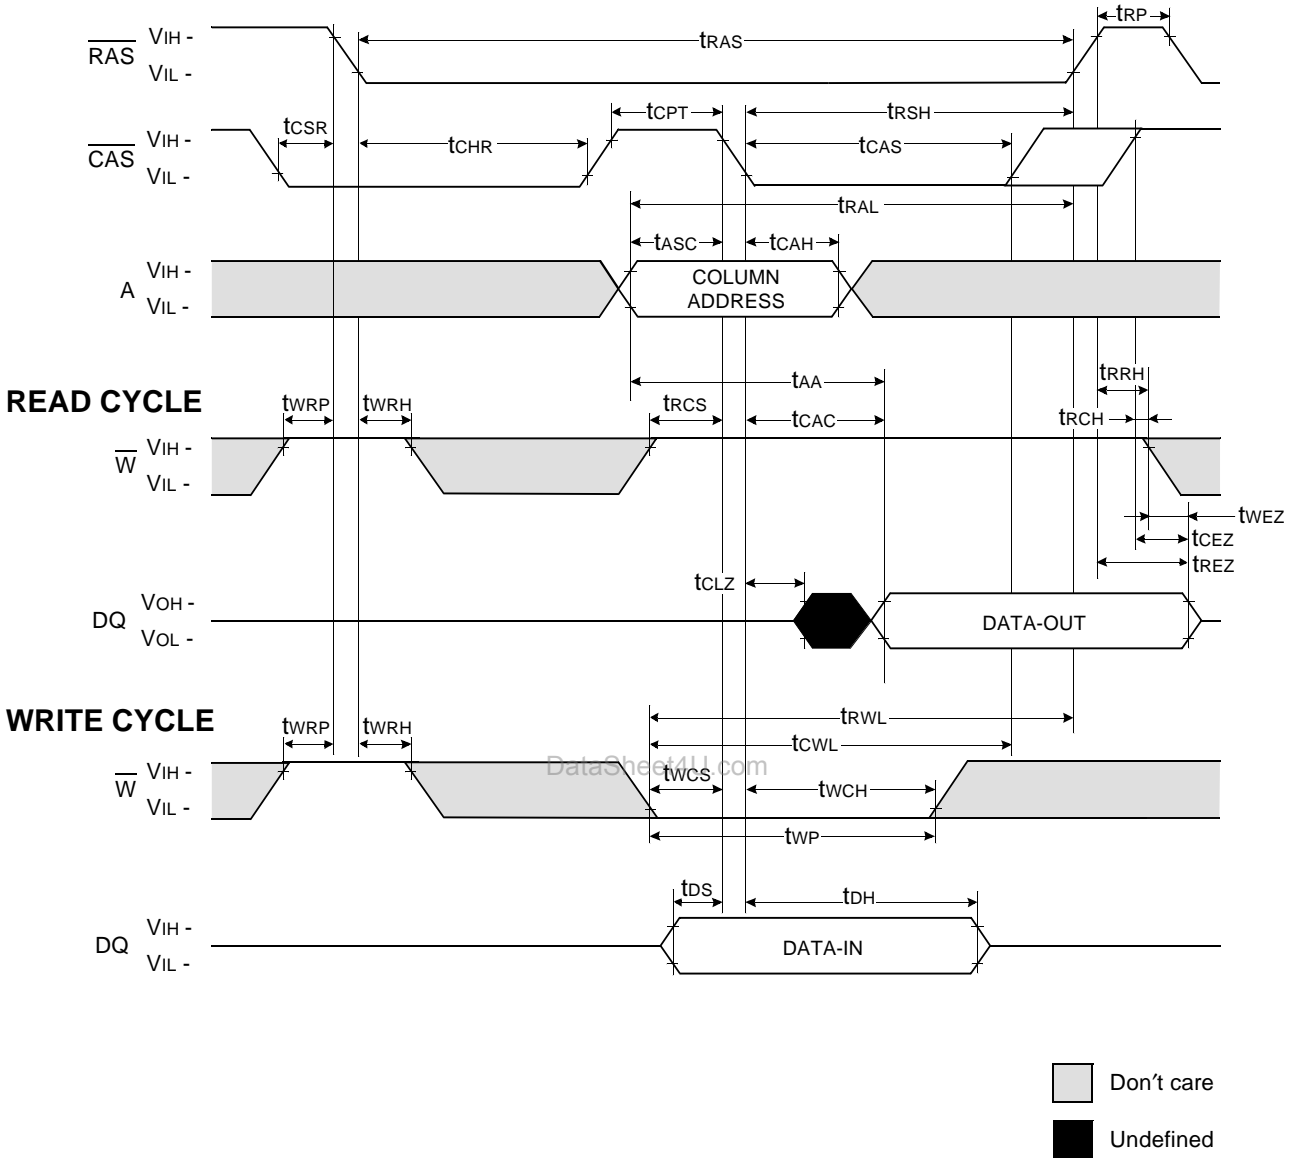 tRP
RAS VIH -
tRAS
VIL -
tCPT tRSH
tCSR
CAS VIH -
tCHR tCAS
VIL -
tRAL
tASC tCAH
A VIH -
COLUMN
ADDRESS
VIL -
tAA tRRH
READ CYCLE
tWRP tWRH tRCS tCAC tRCH
W VIH -
VIL -
tWEZ
tCEZ
tREZ
tCLZ
DQ VOH -
DATA-OUT
VOL -
WRITE CYCLE
tWRP tWRH tRWL
tCWL
DataSheet4U.com
W VIH -
tWCS tWCH
VIL -
tWP
tDS tDH
DQ VIH -
DATA-IN
VIL -
Don′t care
Undefined